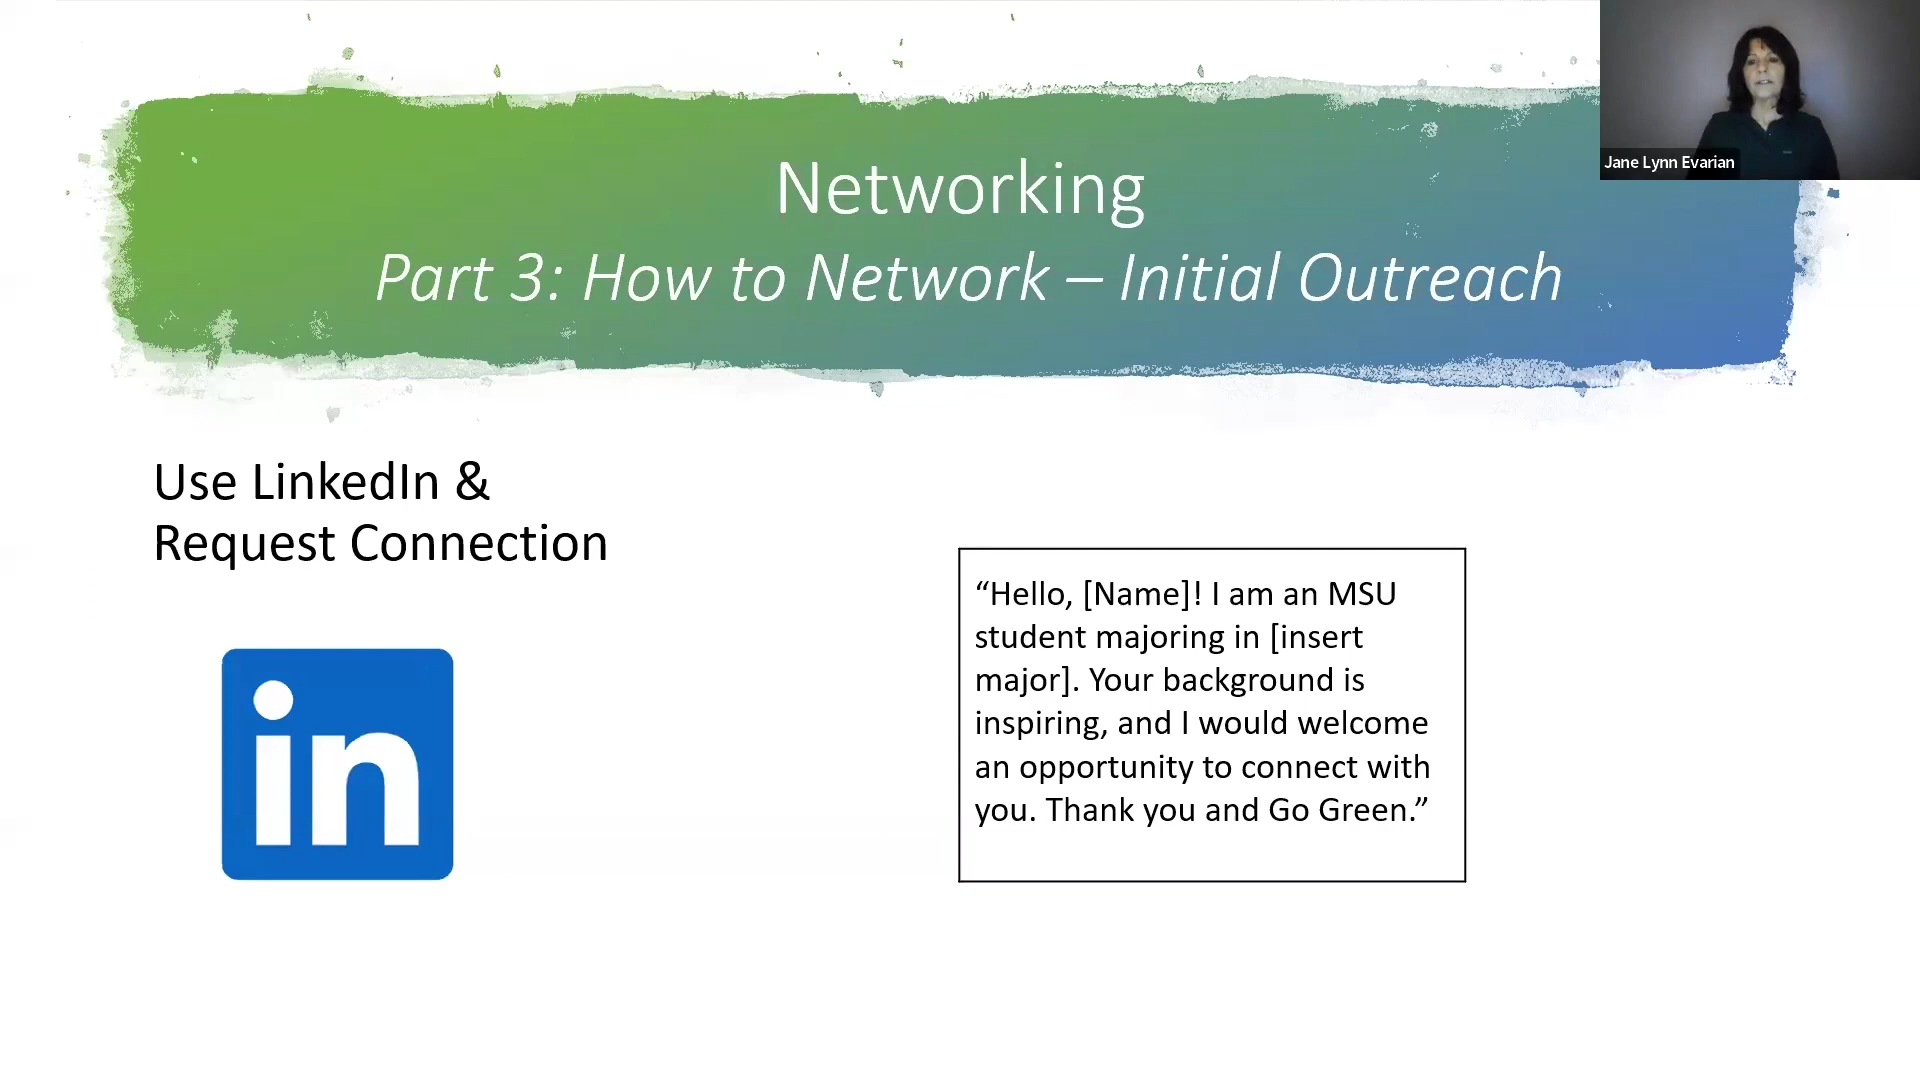 Networking
Part 3: How to Network – Initial Outreach
Jane Lynn Evarian
Use LinkedIn &
Request Connection
in
“Hello, [Name]! I am an MSU
student majoring in [insert
major]. Your background is
inspiring, and I would welcome
an opportunity to connect with
you. Thank you and Go Green.”